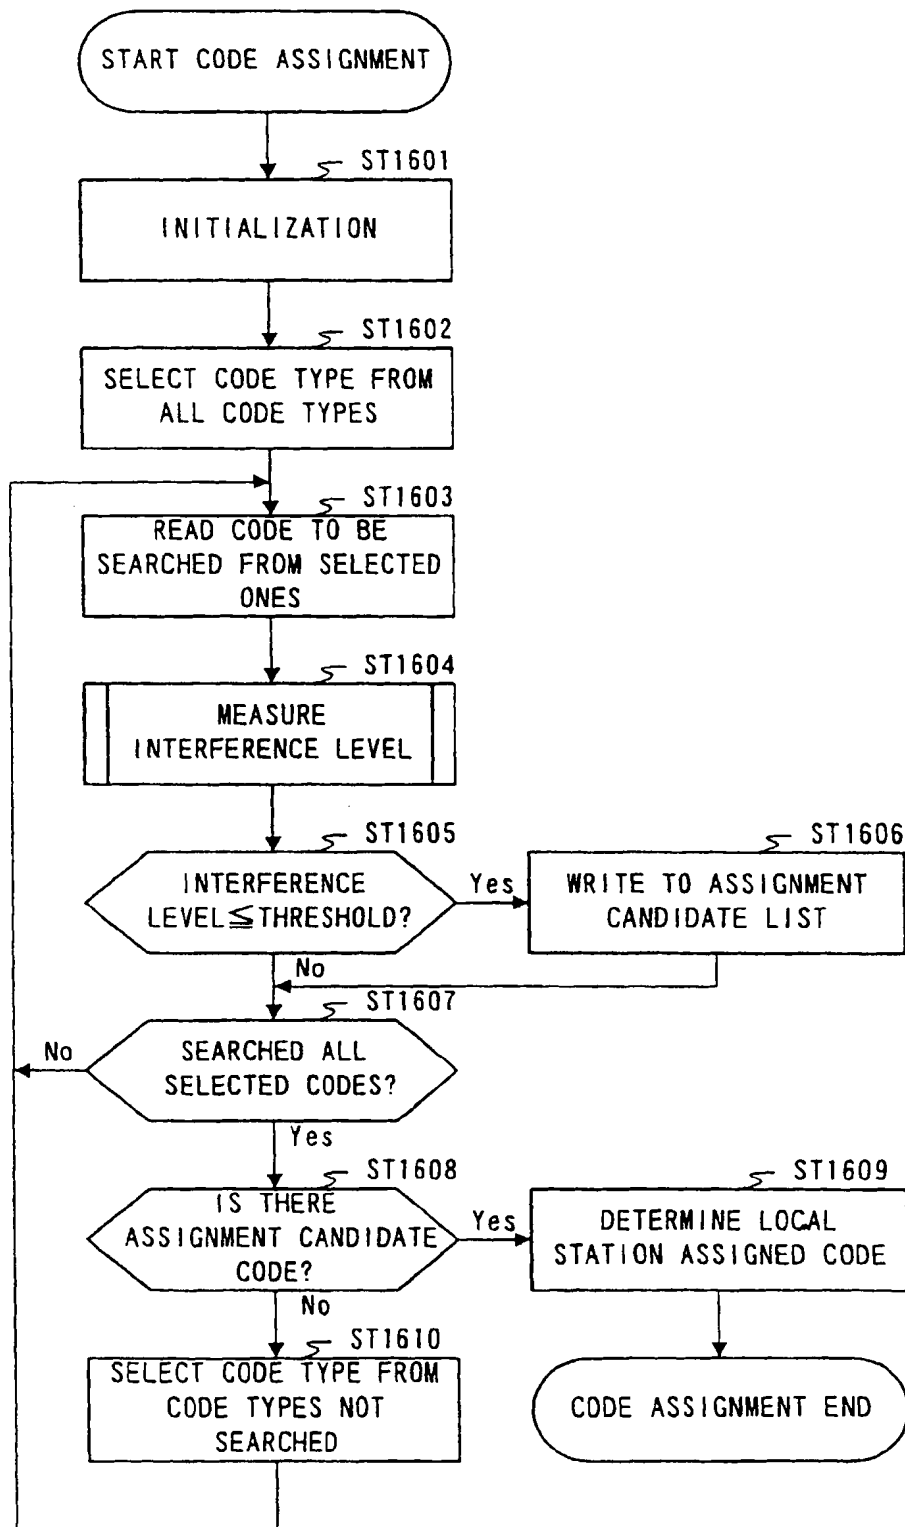 START CODE ASSIGNMENT
ST1601
INITIALIZATION
ST1602
SELECT CODE TYPE FROM
ALL CODE TYPES
ST1603
READ CODE TO BE
SEARCHED FROM SELECTED
ONES
ST1604
MEASURE
INTERFERENCE LEVEL
ST1605
INTERFERENCE
LEVEL≦THRESHOLD?
Yes
No
ST1606
WRITE TO ASSIGNMENT
CANDIDATE LIST
ST1607
SEARCHED ALL
SELECTED CODES?
No
Yes
ST1608
IS THERE
ASSIGNMENT CANDIDATE
CODE?
Yes
No
ST1609
DETERMINE LOCAL
STATION ASSIGNED CODE
ST1610
SELECT CODE TYPE FROM
CODE TYPES NOT
SEARCHED
CODE ASSIGNMENT END